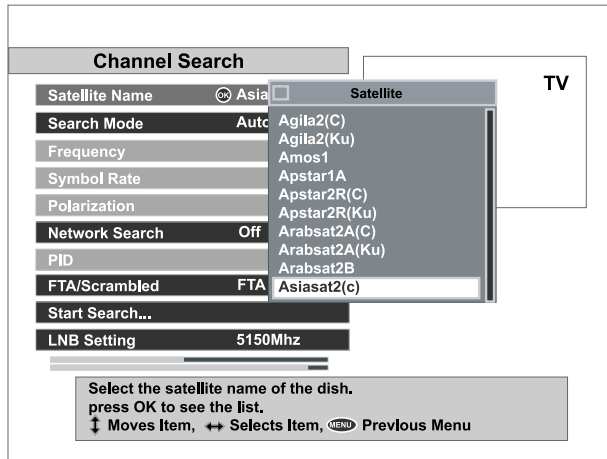 Channel Search
TV
Satellite Name OK Asia
Search Mode Auto
Frequency
Symbol Rate
Polarization
Network Search Off
PID
FTA/Scrambled FTA
Start Search...
LNB Setting 5150Mhz
Satellite
Agila2(C)
Agila2(Ku)
Amos1
Apstar1A
Apstar2R(C)
Apstar2R(Ku)
Arabsat2A(C)
Arabsat2A(Ku)
Arabsat2B
Asiasat2(c)
Select the satellite name of the dish.
press OK to see the list.
Moves Item, Selects Item, MENU Prevlous Menu